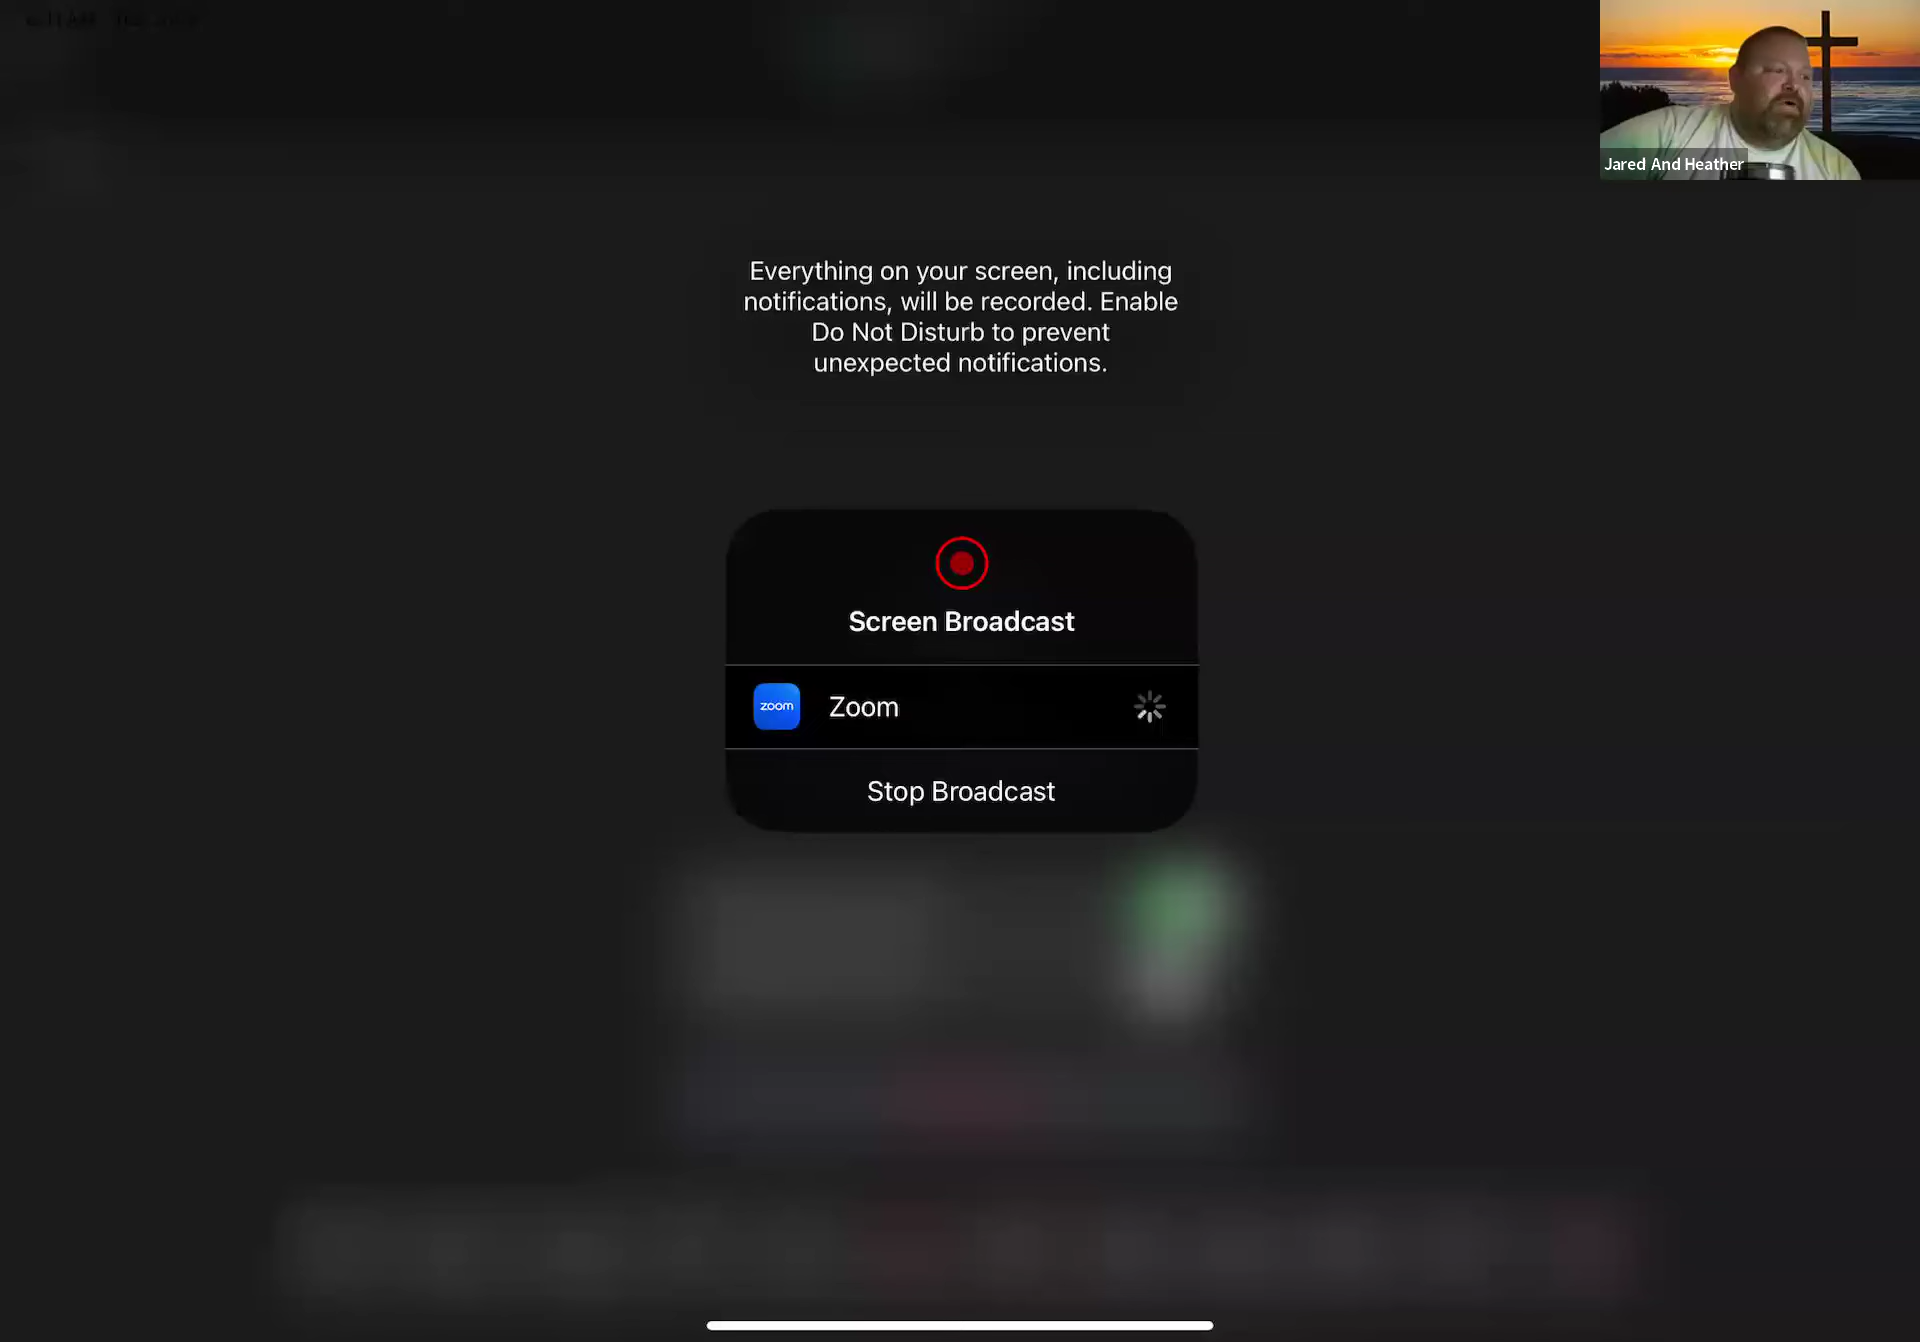 Jared And Heather
Everything on your screen, including
notifications, will be recorded. Enable
Do Not Disturb to prevent
unexpected notifications.
Screen Broadcast
zoom
Zoom
Stop Broadcast